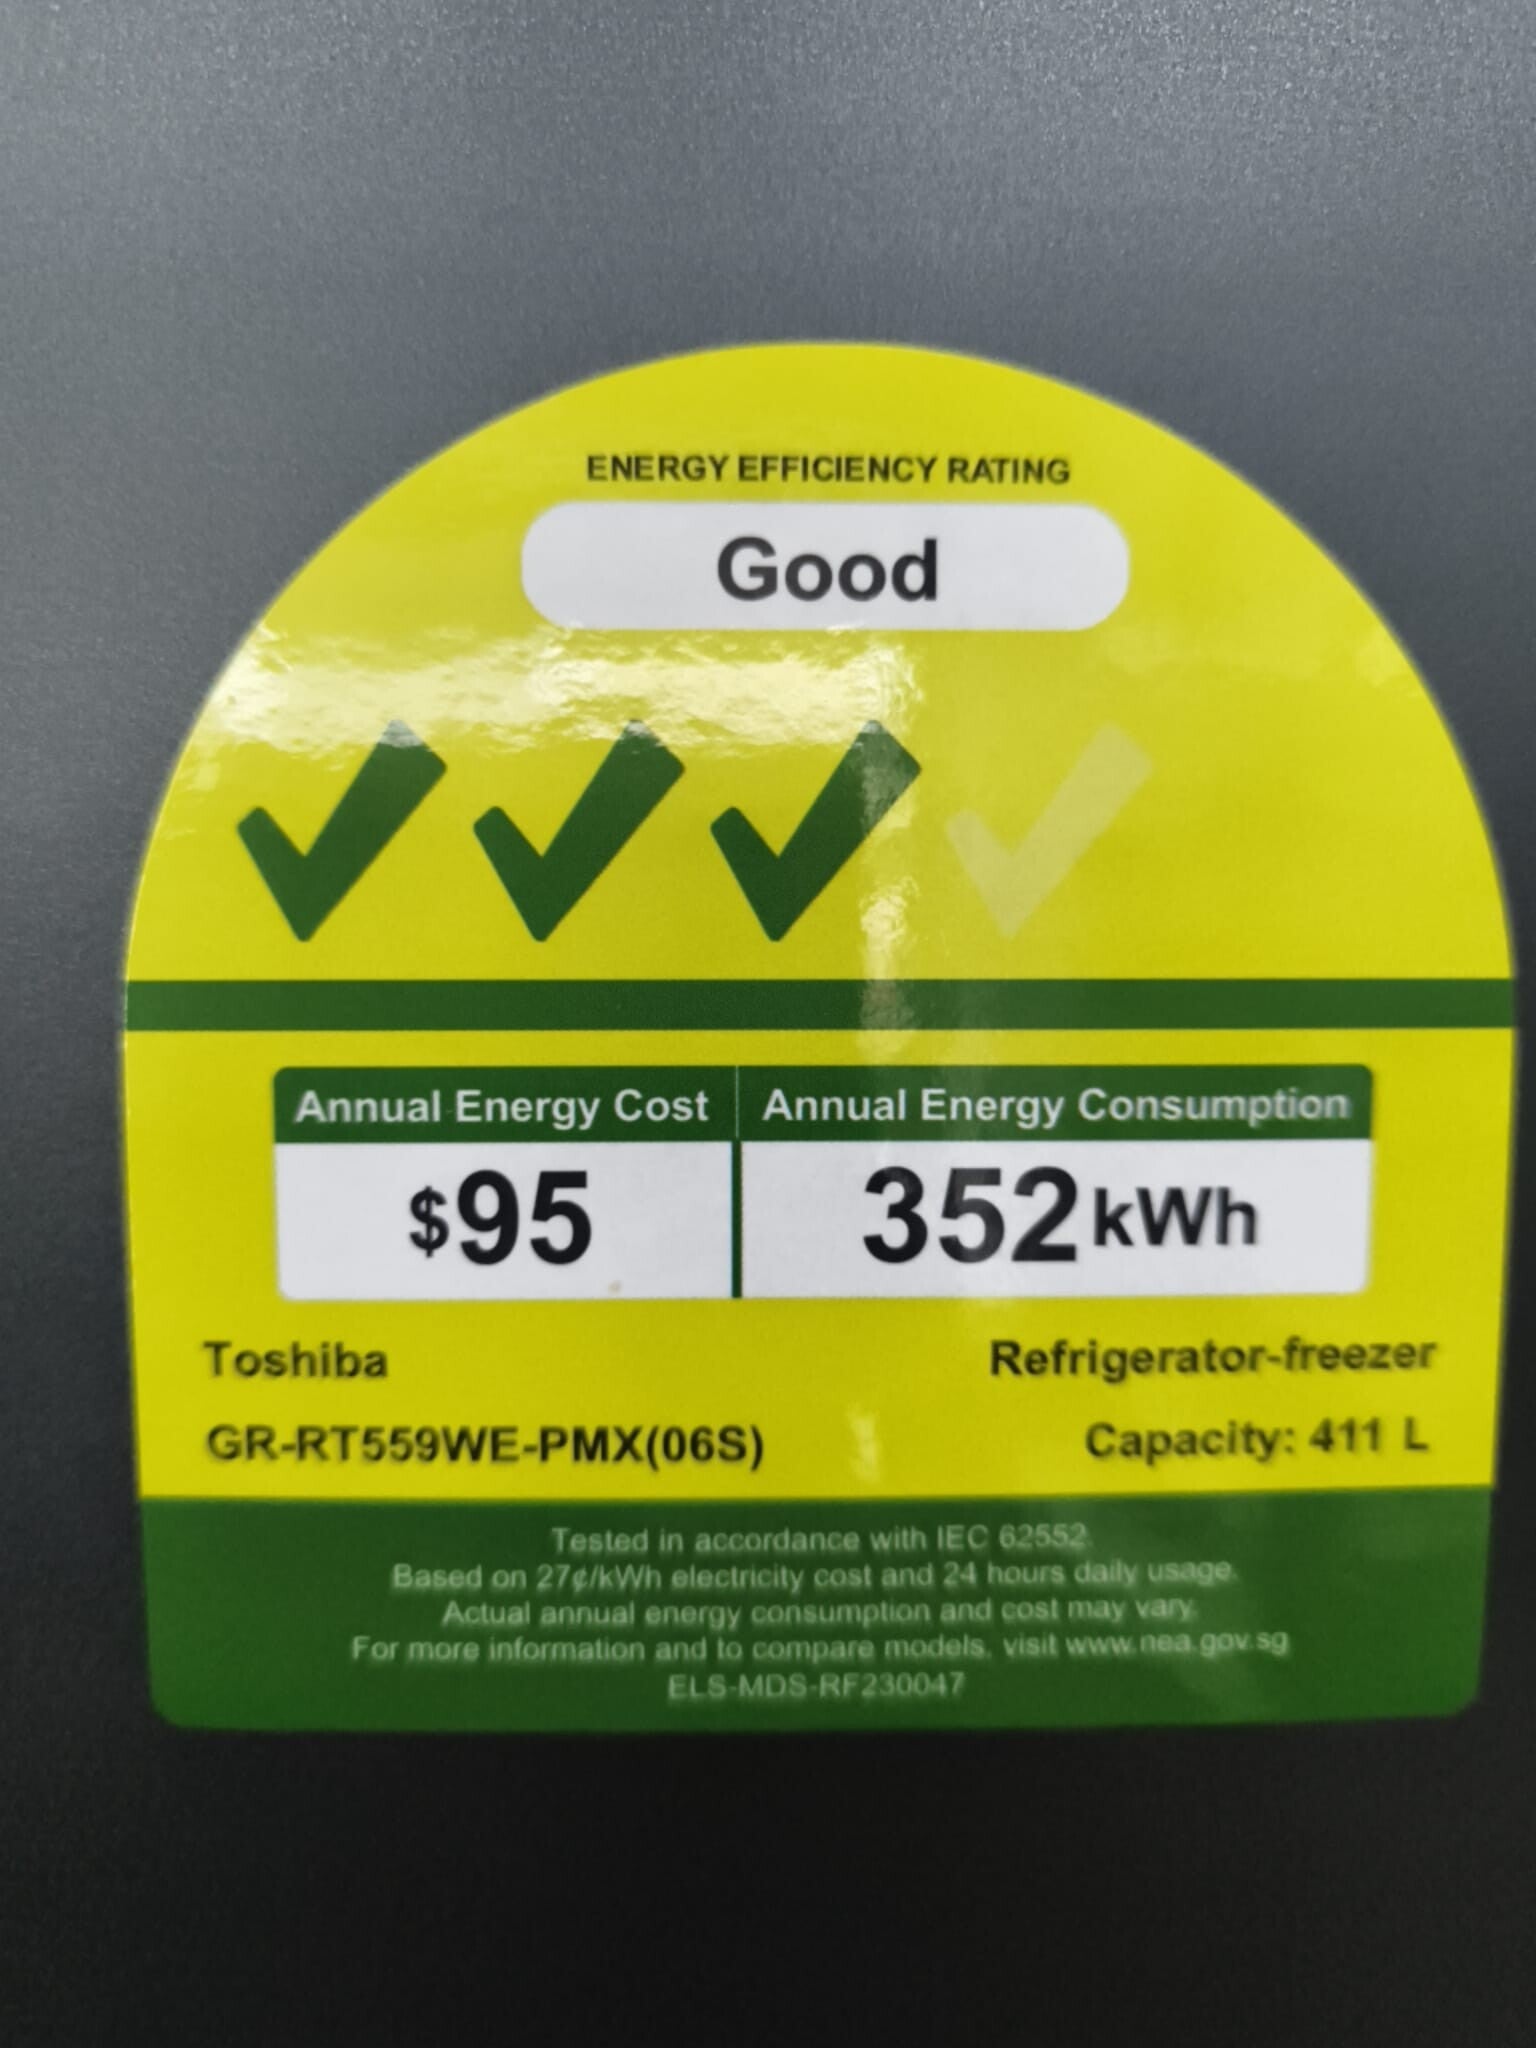 ENERGY EFFICIENCY RATING
Good
Annual Energy Cost
Annual Energy Consumption
$95
352 kWh
Toshiba
Refrigerator-freezer
GR-RT559WE-PMX(06S)
Capacity: 411 L
Tested in accordance with IEC 62552.
Based on 27¢/kWh electricity cost and 24 hours daily usage.
Actual annual energy consumption and cost may vary.
For more information and to compare models, visit www.nea.gov.sg
ELS-MDS-RF230047